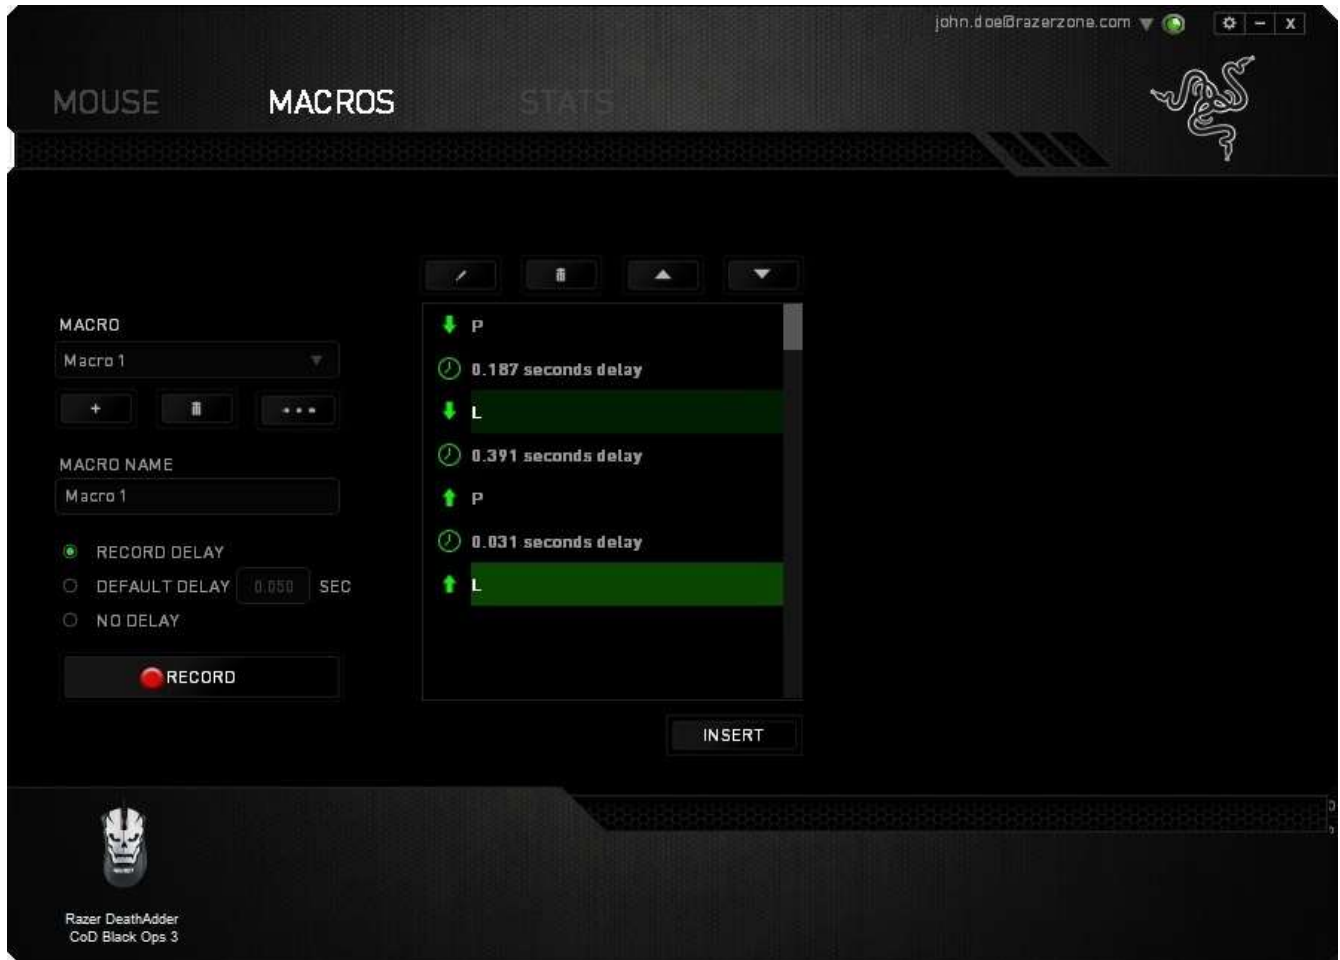 john.doe@razerzone.com
MOUSE MACROS STATS
MACRO
Macro 1
MACRO NAME
Macro 1
RECORD DELAY
DEFAULT DELAY 0.050 SEC
NO DELAY
RECORD
P
0.187 seconds delay
L
0.391 seconds delay
P
0.031 seconds delay
L
INSERT
Razer DeathAdder
CoD Black Ops 3